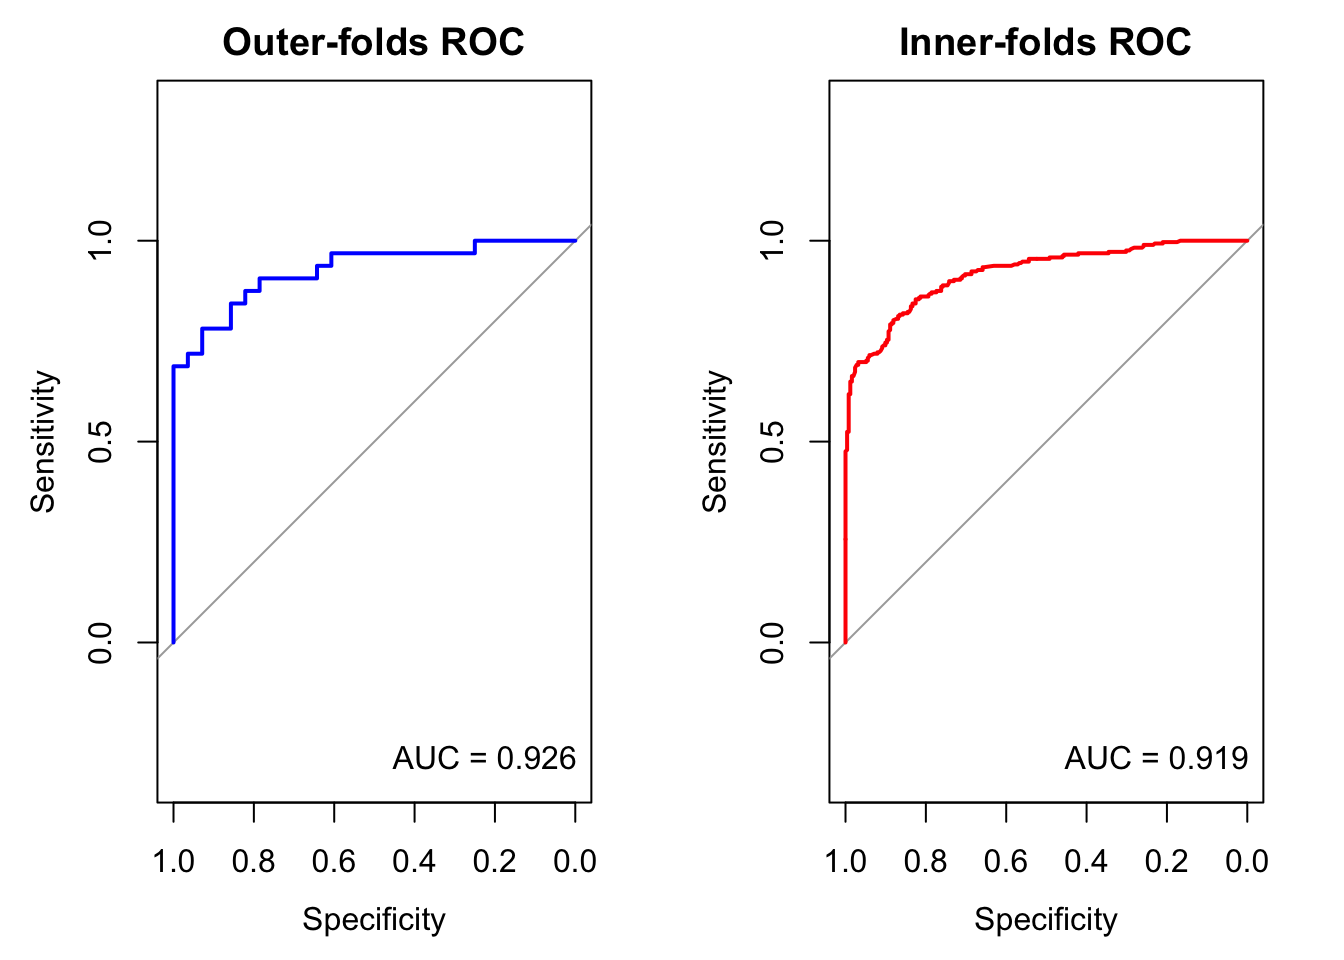 Outer-folds ROC
Sensitivity
1.0
0.5
0.0
AUC = 0.926
1.0 0.8 0.6 0.4 0.2 0.0
Specificity
Inner-folds ROC
Sensitivity
1.0
0.5
0.0
AUC = 0.919
1.0 0.8 0.6 0.4 0.2 0.0
Specificity